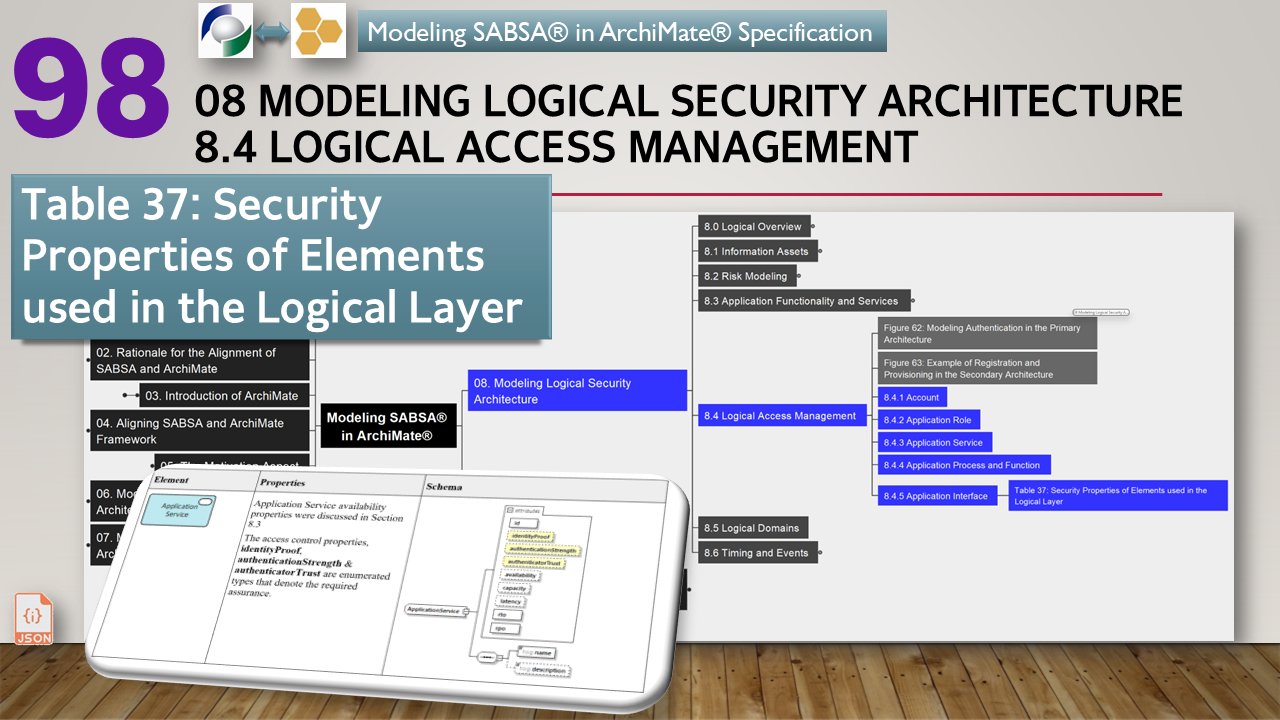 Modeling SABSA® in ArchiMate® Specification
98
08 MODELING LOGICAL SECURITY ARCHITECTURE
8.4 LOGICAL ACCESS MANAGEMENT
Table 37: Security
Properties of Elements
used in the Logical Layer
02. Rationale for the Alignment of
SABSA and ArchiMate
03. Introduction of ArchiMate
04. Aligning SABSA and ArchiMate
Framework
05. The Motivation Aspect
06.
07.
Modeling SABSA®
in ArchiMate®
08. Modeling Logical Security
Architecture
8.0 Logical Overview
8.1 Information Assets
8.2 Risk Modeling
8.3 Application Functionality and Services
8.4 Logical Access Management
Figure 62: Modeling Authentication in the Primary
Architecture
Figure 63: Example of Registration and
Provisioning in the Secondary Architecture
8.4.1 Account
8.4.2 Application Role
8.4.3 Application Service
8.4.4 Application Process and Function
8.4.5 Application Interface
Table 37: Security Properties of Elements used in the
Logical Layer
8.5 Logical Domains
8.6 Timing and Events
Element
Properties
Schema
Application
Service
Application Service availability
properties were discussed in Section
8.3
The access control properties,
identityProof,
authenticationStrength &
authenticatorTrust are enumerated
types that denote the required
assurance.
attributes
id
identityProof
authenticationStrength
authenticatorTrust
availability
capacity
latency
rto
rpo
ApplicationService
name
description
JSON